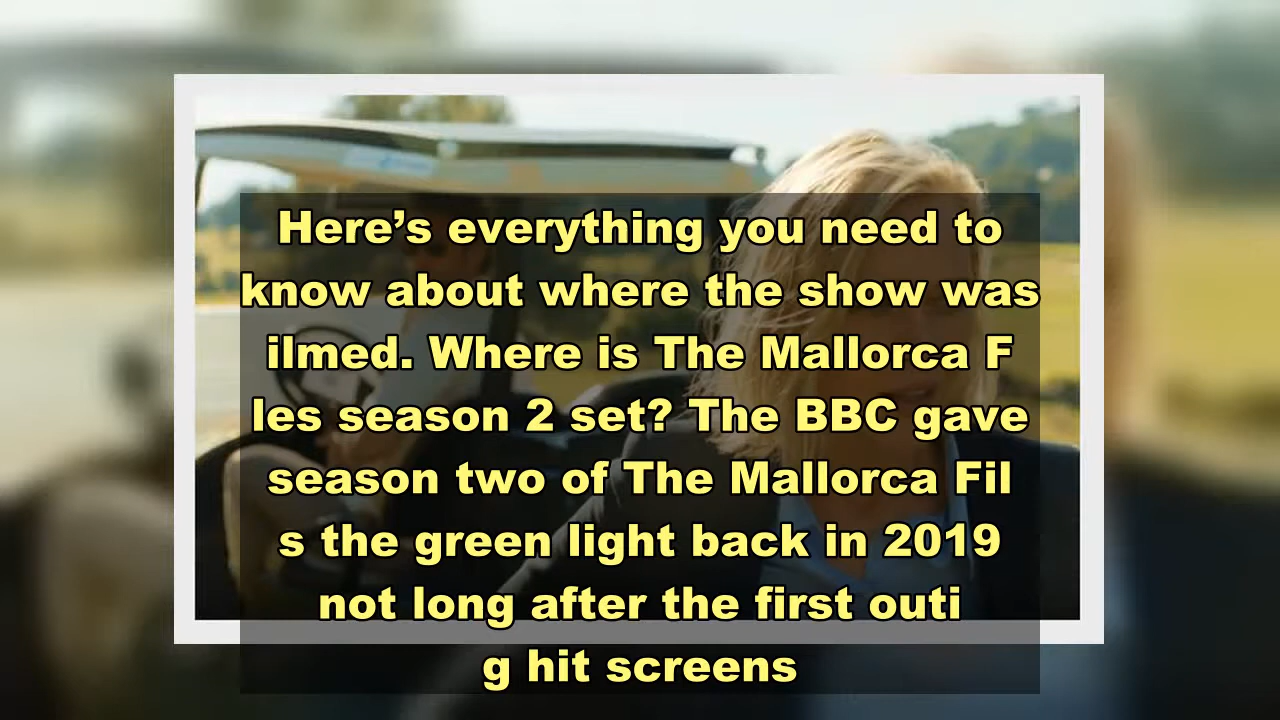 Here’s everything you need to
know about where the show was
ilmed. Where is The Mallorca F
les season 2 set? The BBC gave
season two of The Mallorca Fil
s the green light back in 2019
not long after the first outi
g hit screens